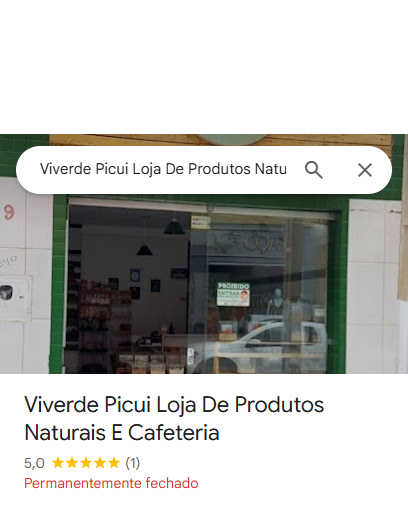 Viverde Picui Loja De Produtos Natu
9
PROIBIDO
ENTRAR
Viverde Picui Loja De Produtos
Naturais E Cafeteria
5,0 ★★★★★ (1)
Permanentemente fechado